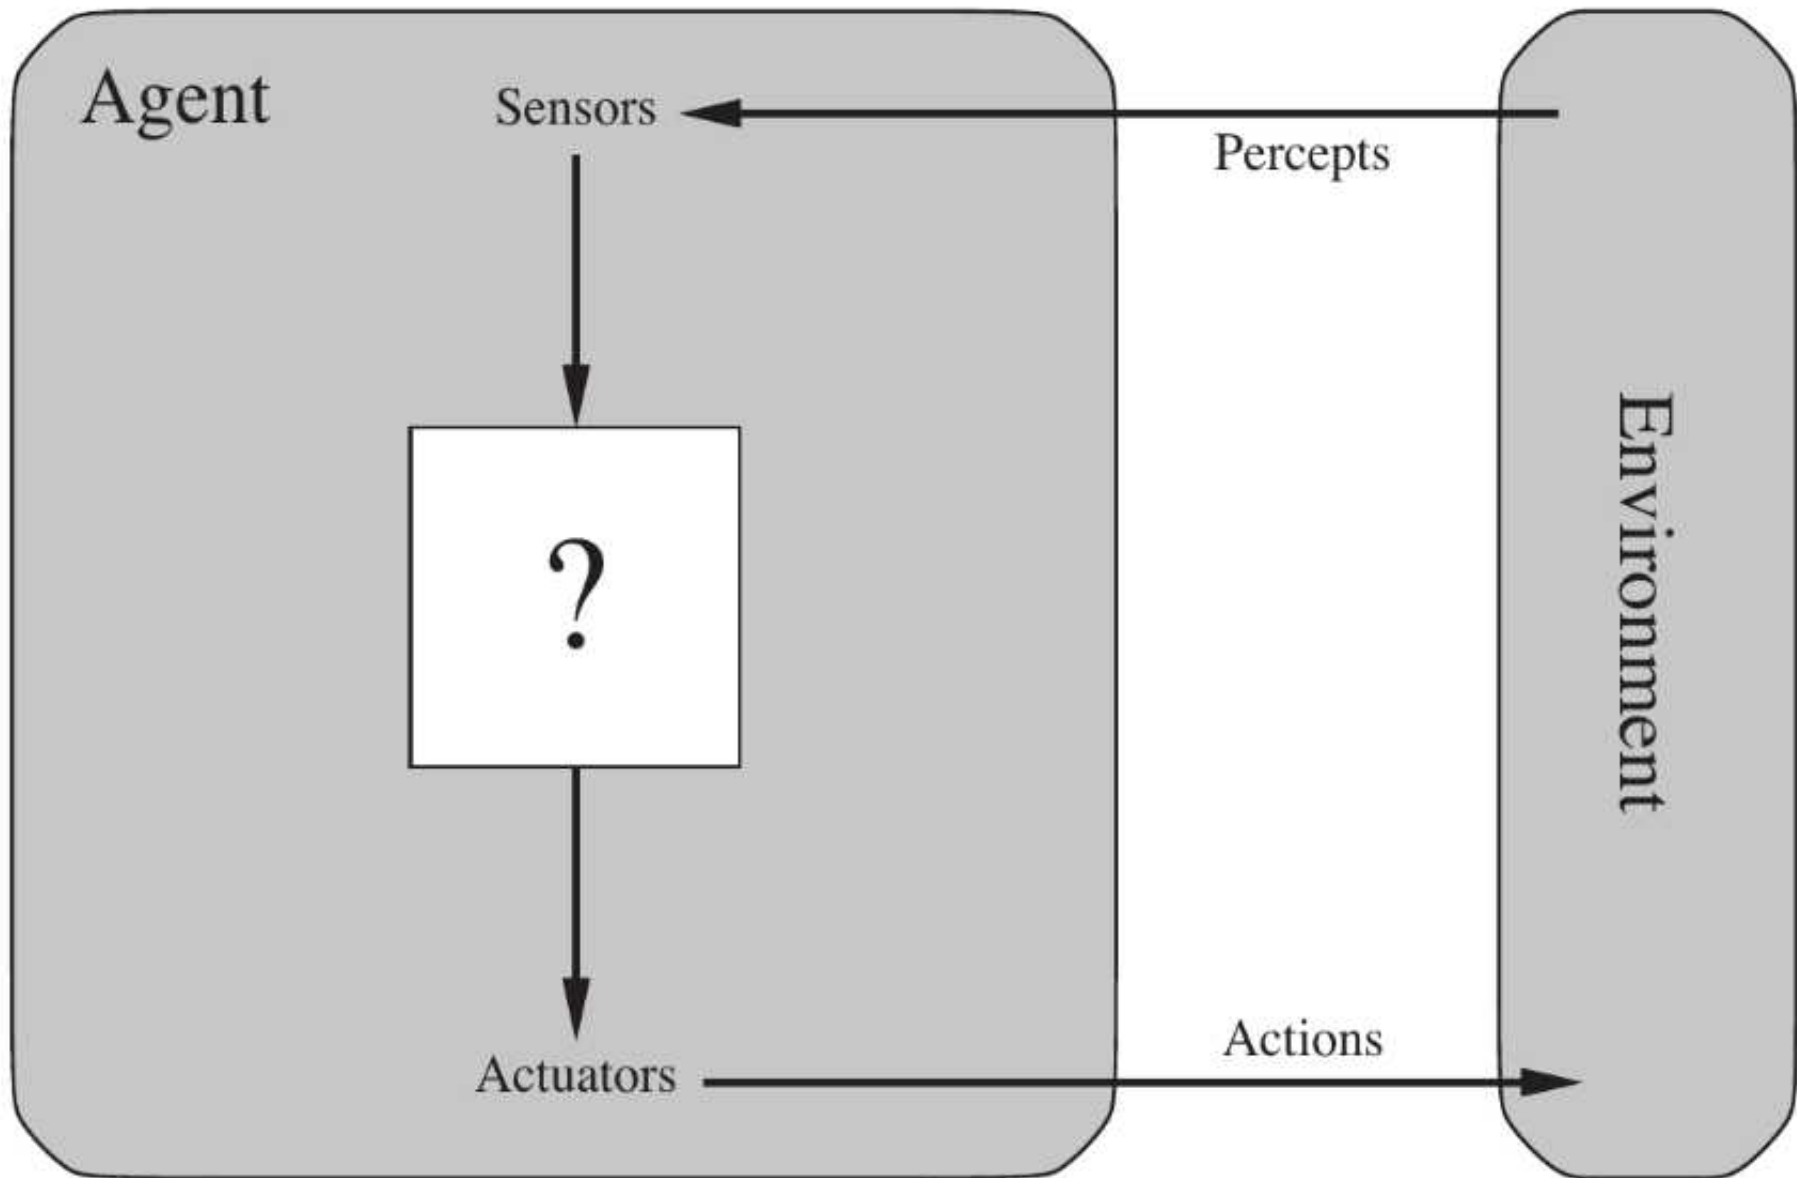 Agent
Sensors
Percepts
?
Environment
Actions
Actuators